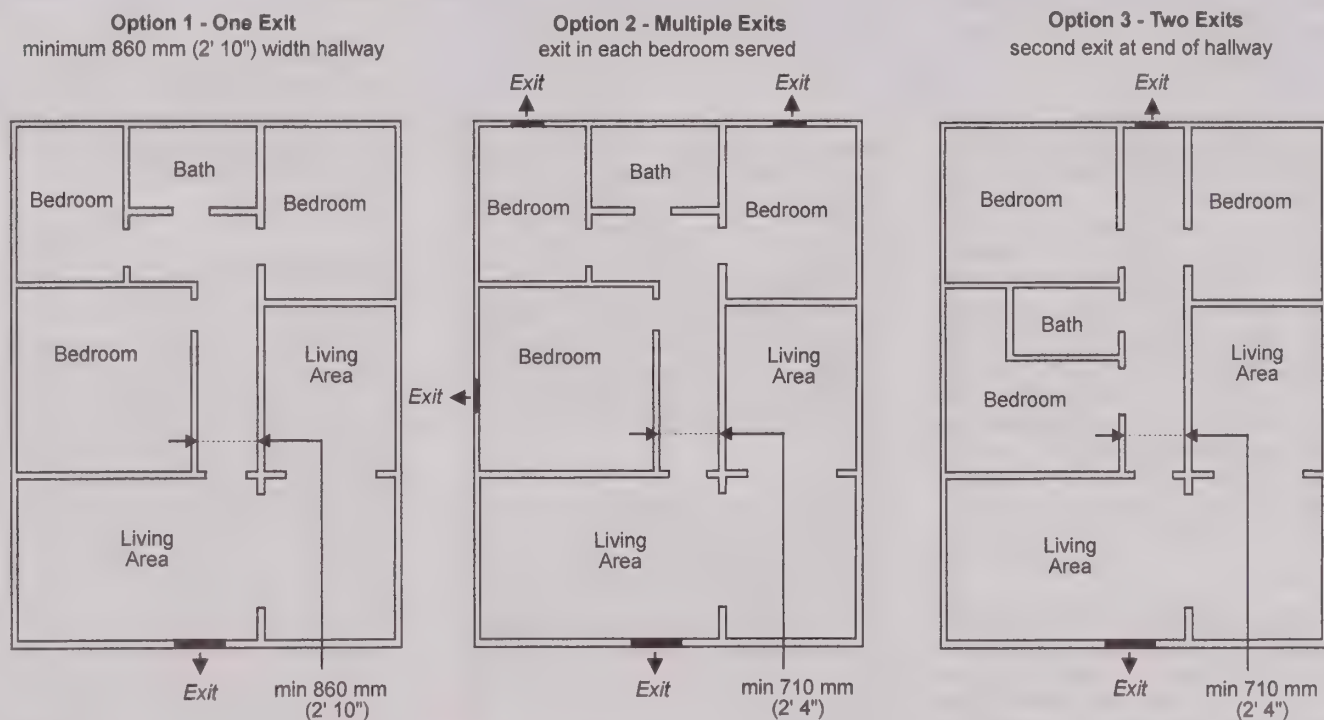 Option 1 - One Exit
minimum 860 mm (2' 10") width hallway
Bedroom
Bath
Bedroom
Bedroom
Living
Area
Living
Area
Exit
min 860 mm
(2' 10")
Option 2 - Multiple Exits
exit in each bedroom served
Exit
Exit
Bedroom
Bath
Bedroom
Bedroom
Living
Area
Exit
Living
Area
Exit
min 710 mm
(2' 4")
Option 3 - Two Exits
second exit at end of hallway
Exit
Bedroom
Bedroom
Bath
Living
Area
Bedroom
Living
Area
Exit
min 710 mm
(2' 4")